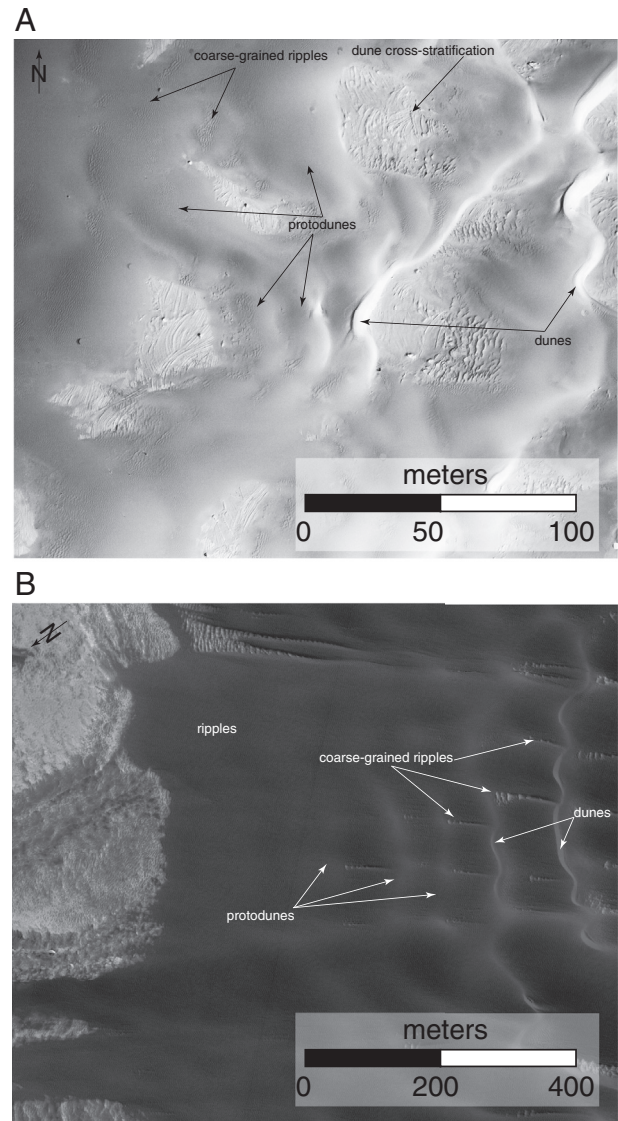 A
N
coarse-grained ripples
dune cross-stratification
protodunes
dunes
meters
0 50 100
B
N
ripples
coarse-grained ripples
dunes
protodunes
meters
0 200 400